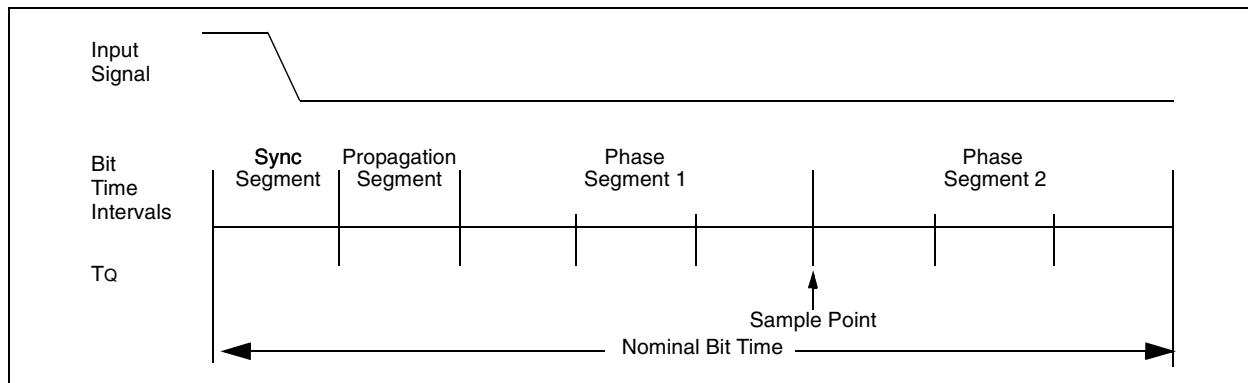 Input
Signal
Bit
Time
Intervals
Sync
Segment
Propagation
Segment
Phase
Segment 1
Phase
Segment 2
TQ
Sample Point
Nominal Bit Time